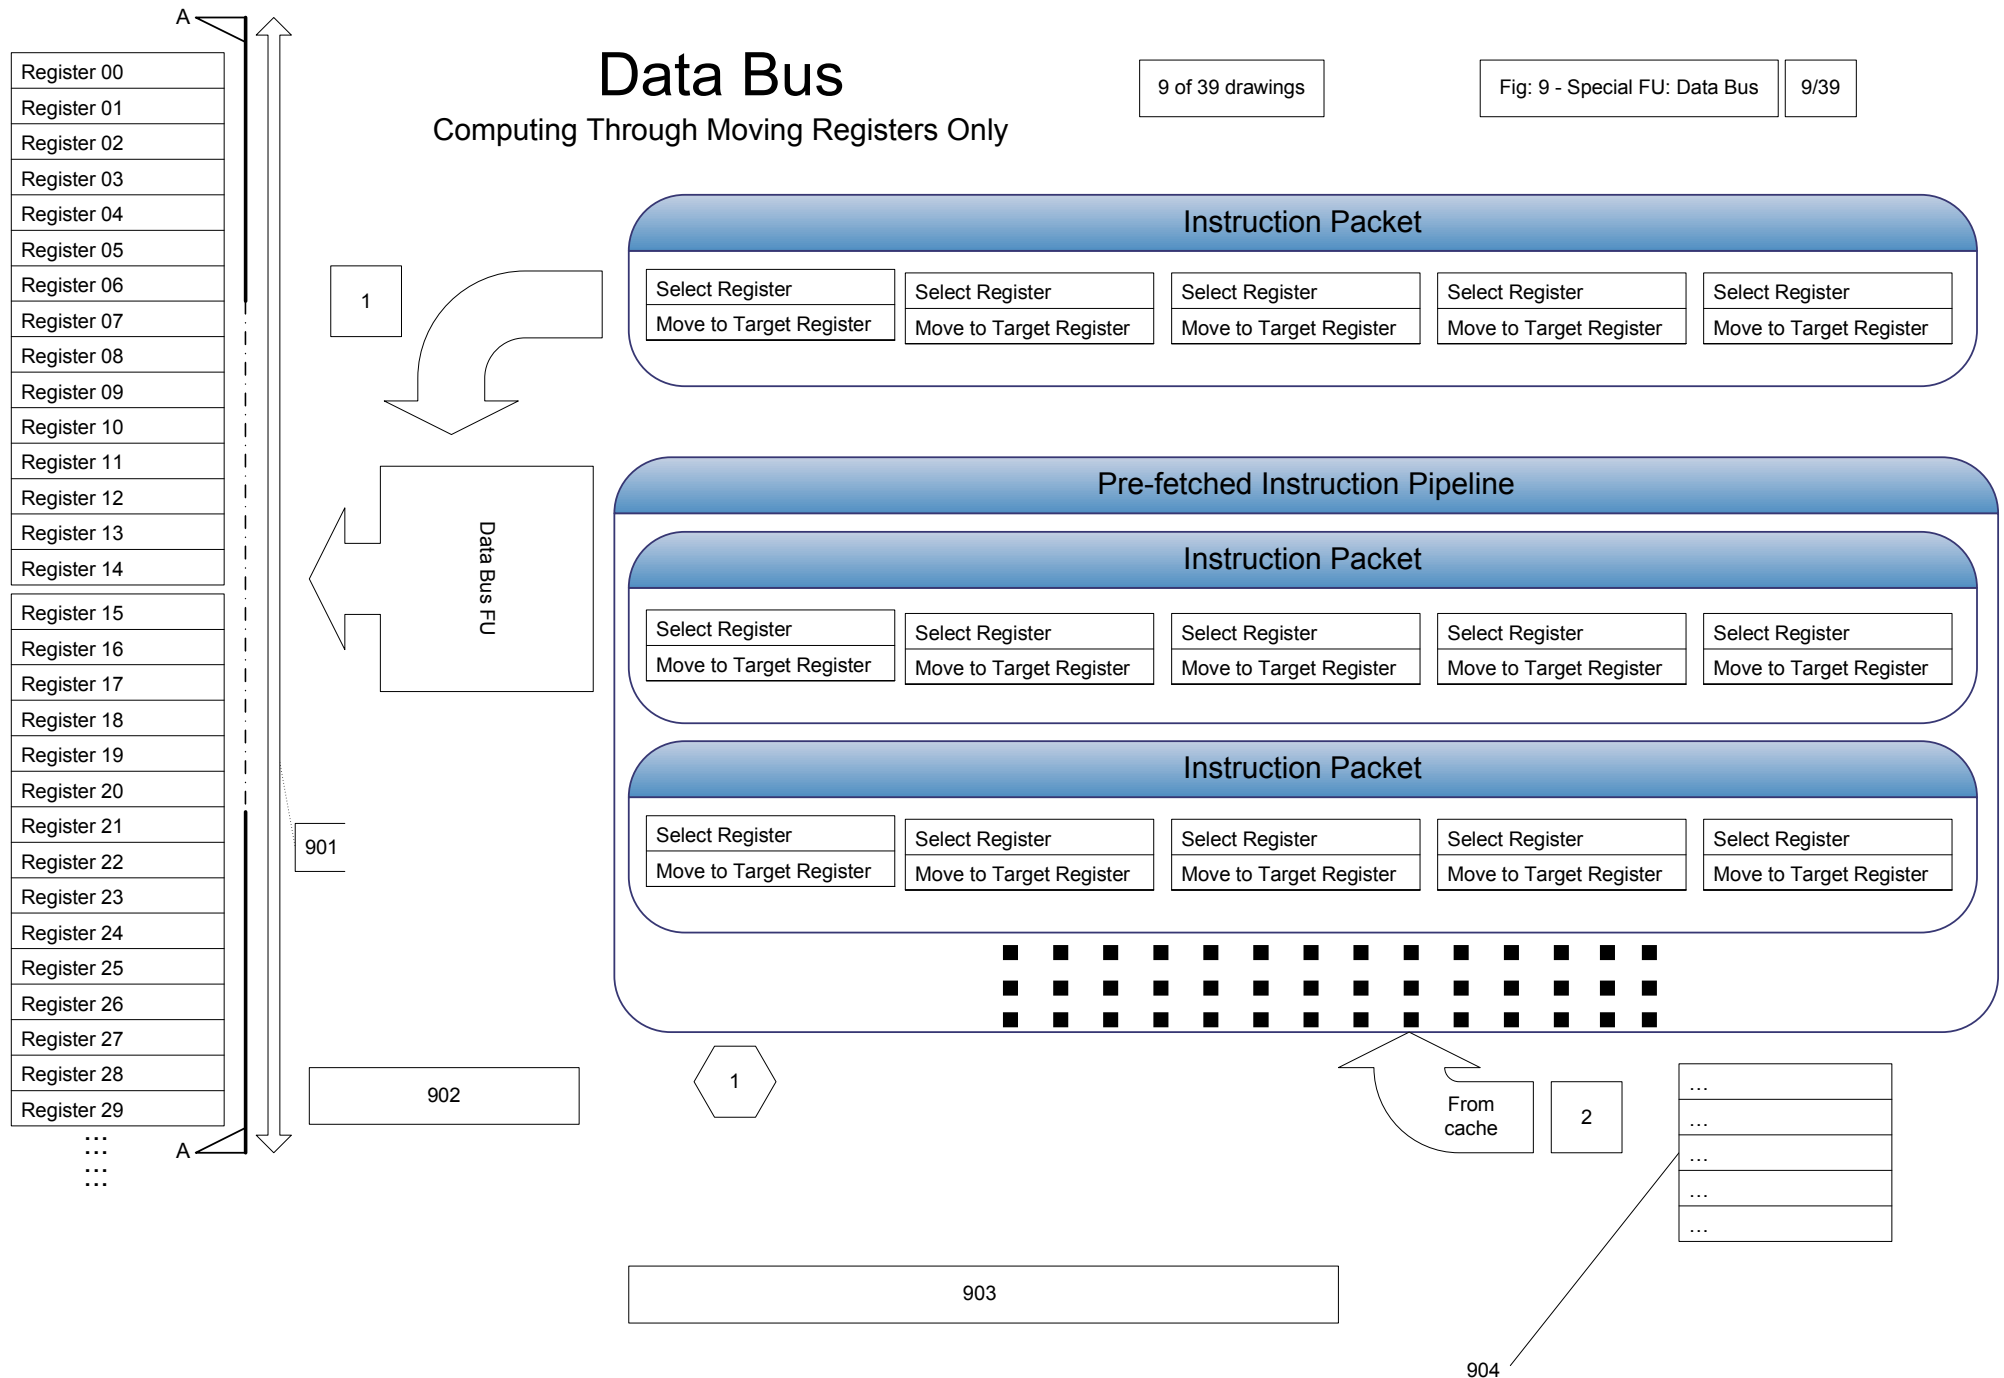 A
Register 00
Register 01
Register 02
Register 03
Register 04
Register 05
Register 06
Register 07
Register 08
Register 09
Register 10
Register 11
Register 12
Register 13
Register 14
Register 15
Register 16
Register 17
Register 18
Register 19
Register 20
Register 21
Register 22
Register 23
Register 24
Register 25
Register 26
Register 27
Register 28
Register 29
...
...
...
...
A
Data Bus
Computing Through Moving Registers Only
9 of 39 drawings
Fig: 9 - Special FU: Data Bus
9/39
1
Instruction Packet
Select Register
Move to Target Register
Select Register
Move to Target Register
Select Register
Move to Target Register
Select Register
Move to Target Register
Select Register
Move to Target Register
Data Bus FU
Pre-fetched Instruction Pipeline
Instruction Packet
Select Register
Move to Target Register
Select Register
Move to Target Register
Select Register
Move to Target Register
Select Register
Move to Target Register
Select Register
Move to Target Register
Instruction Packet
Select Register
Move to Target Register
Select Register
Move to Target Register
Select Register
Move to Target Register
Select Register
Move to Target Register
Select Register
Move to Target Register
901
902
1
From
cache
2
...
...
...
...
...
903
904